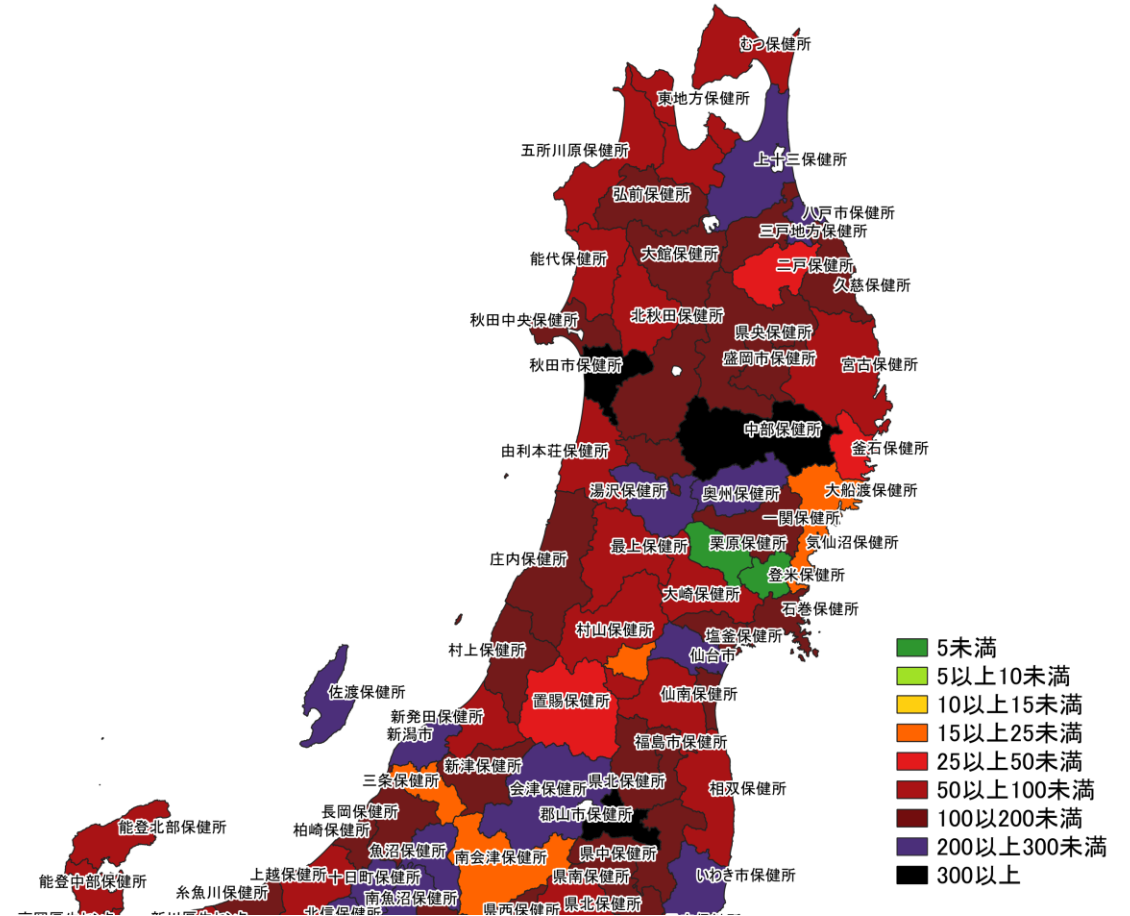 むつ保健所
東地方保健所
五所川原保健所
上十三保健所
弘前保健所
八戸市保健所
三戸地方保健所
能代保健所
大館保健所
二戸保健所
久慈保健所
秋田中央保健所
北秋田保健所
県央保健所
盛岡市保健所
秋田市保健所
宮古保健所
中部保健所
由利本荘保健所
釜石保健所
湯沢保健所
奥州保健所
大船渡保健所
一関保健所
最上保健所
栗原保健所
気仙沼保健所
庄内保健所
登米保健所
大崎保健所
石巻保健所
村山保健所
塩釜保健所
村上保健所
仙台市
佐渡保健所
置賜保健所
仙南保健所
新発田保健所
新潟市
福島市保健所
新津保健所
三条保健所
会津保健所
県北保健所
相双保健所
長岡保健所
郡山市保健所
柏崎保健所
能登北部保健所
魚沼保健所
南会津保健所
県中保健所
上越保健所
十日町保健所
県南保健所
いわき市保健所
能登中部保健所
糸魚川保健所
南魚沼保健所
北信保健所
県西保健所
県北保健所
5未満
5以上10未満
10以上15未満
15以上25未満
25以上50未満
50以上100未満
100以200未満
200以上300未満
300以上